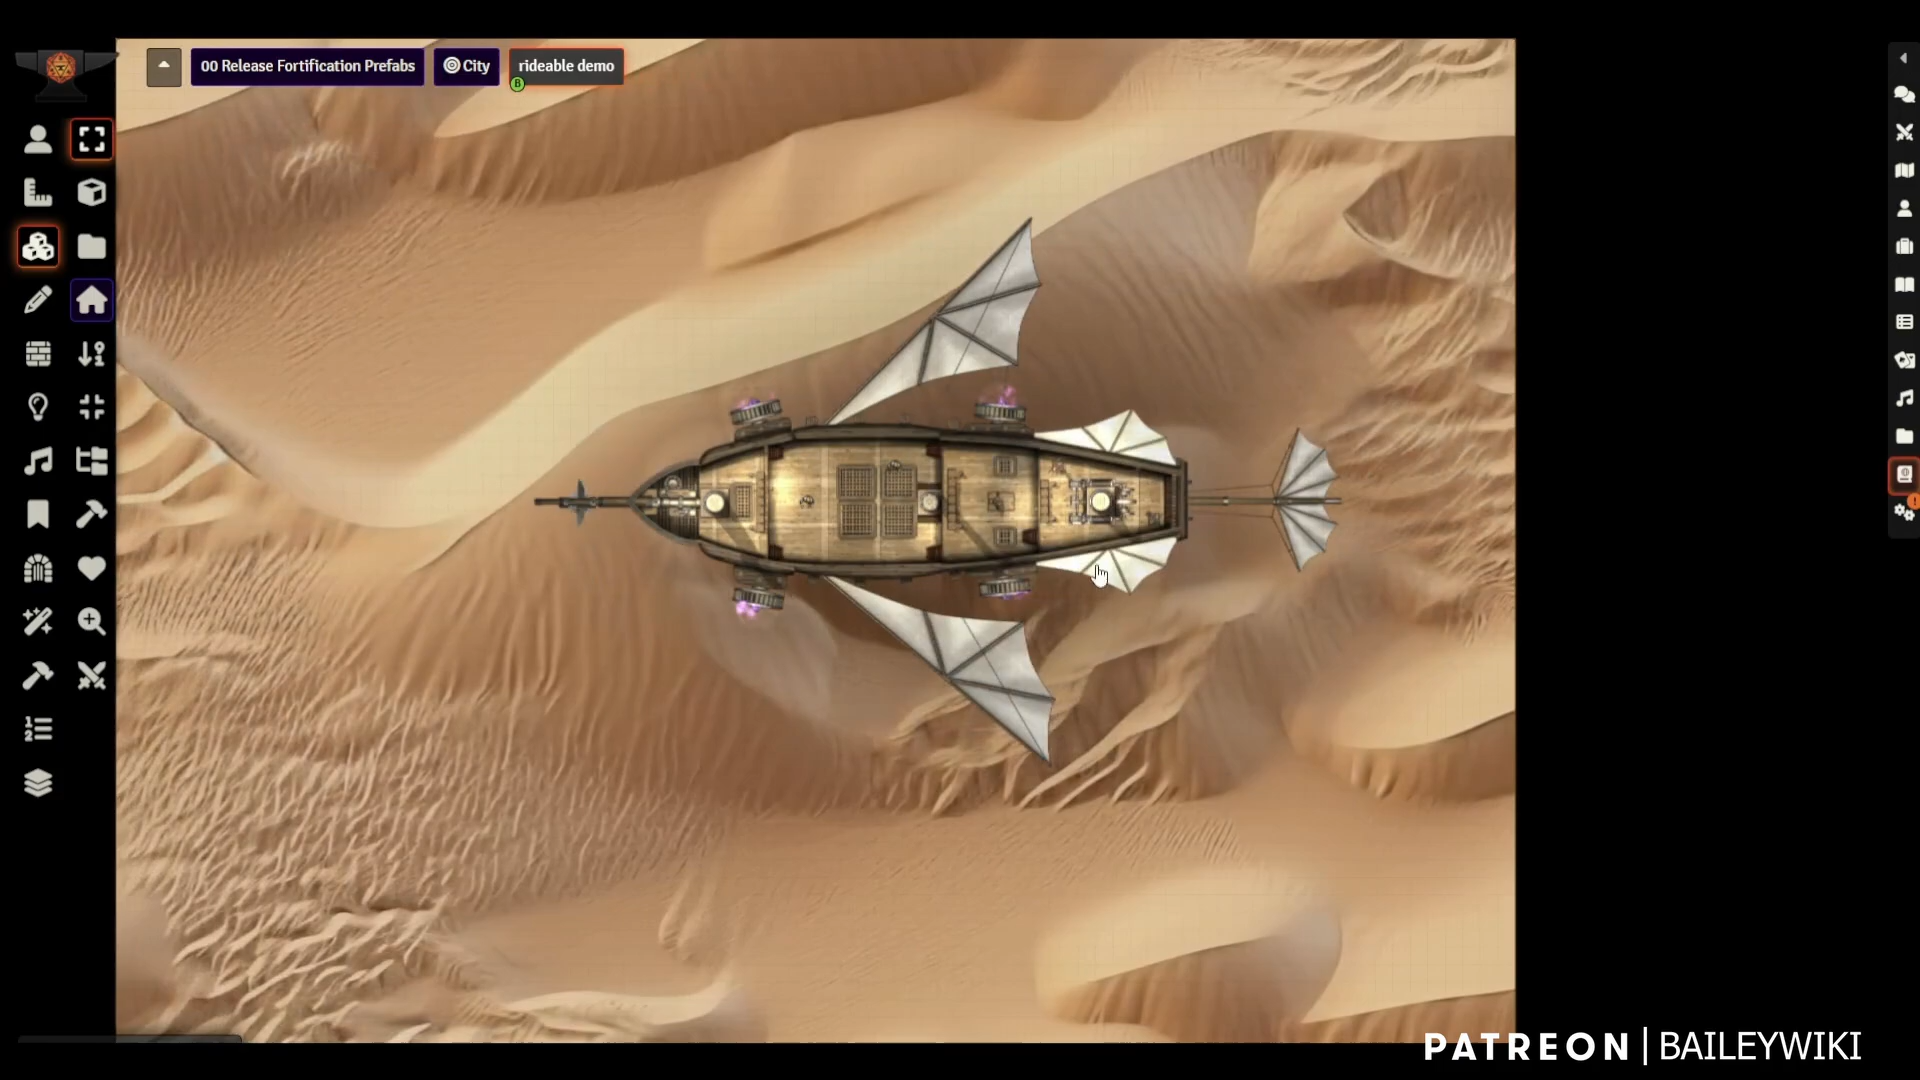 00 Release Fortification Prefabs
City
rideable demo
B
PATREON | BAILEYWIKI